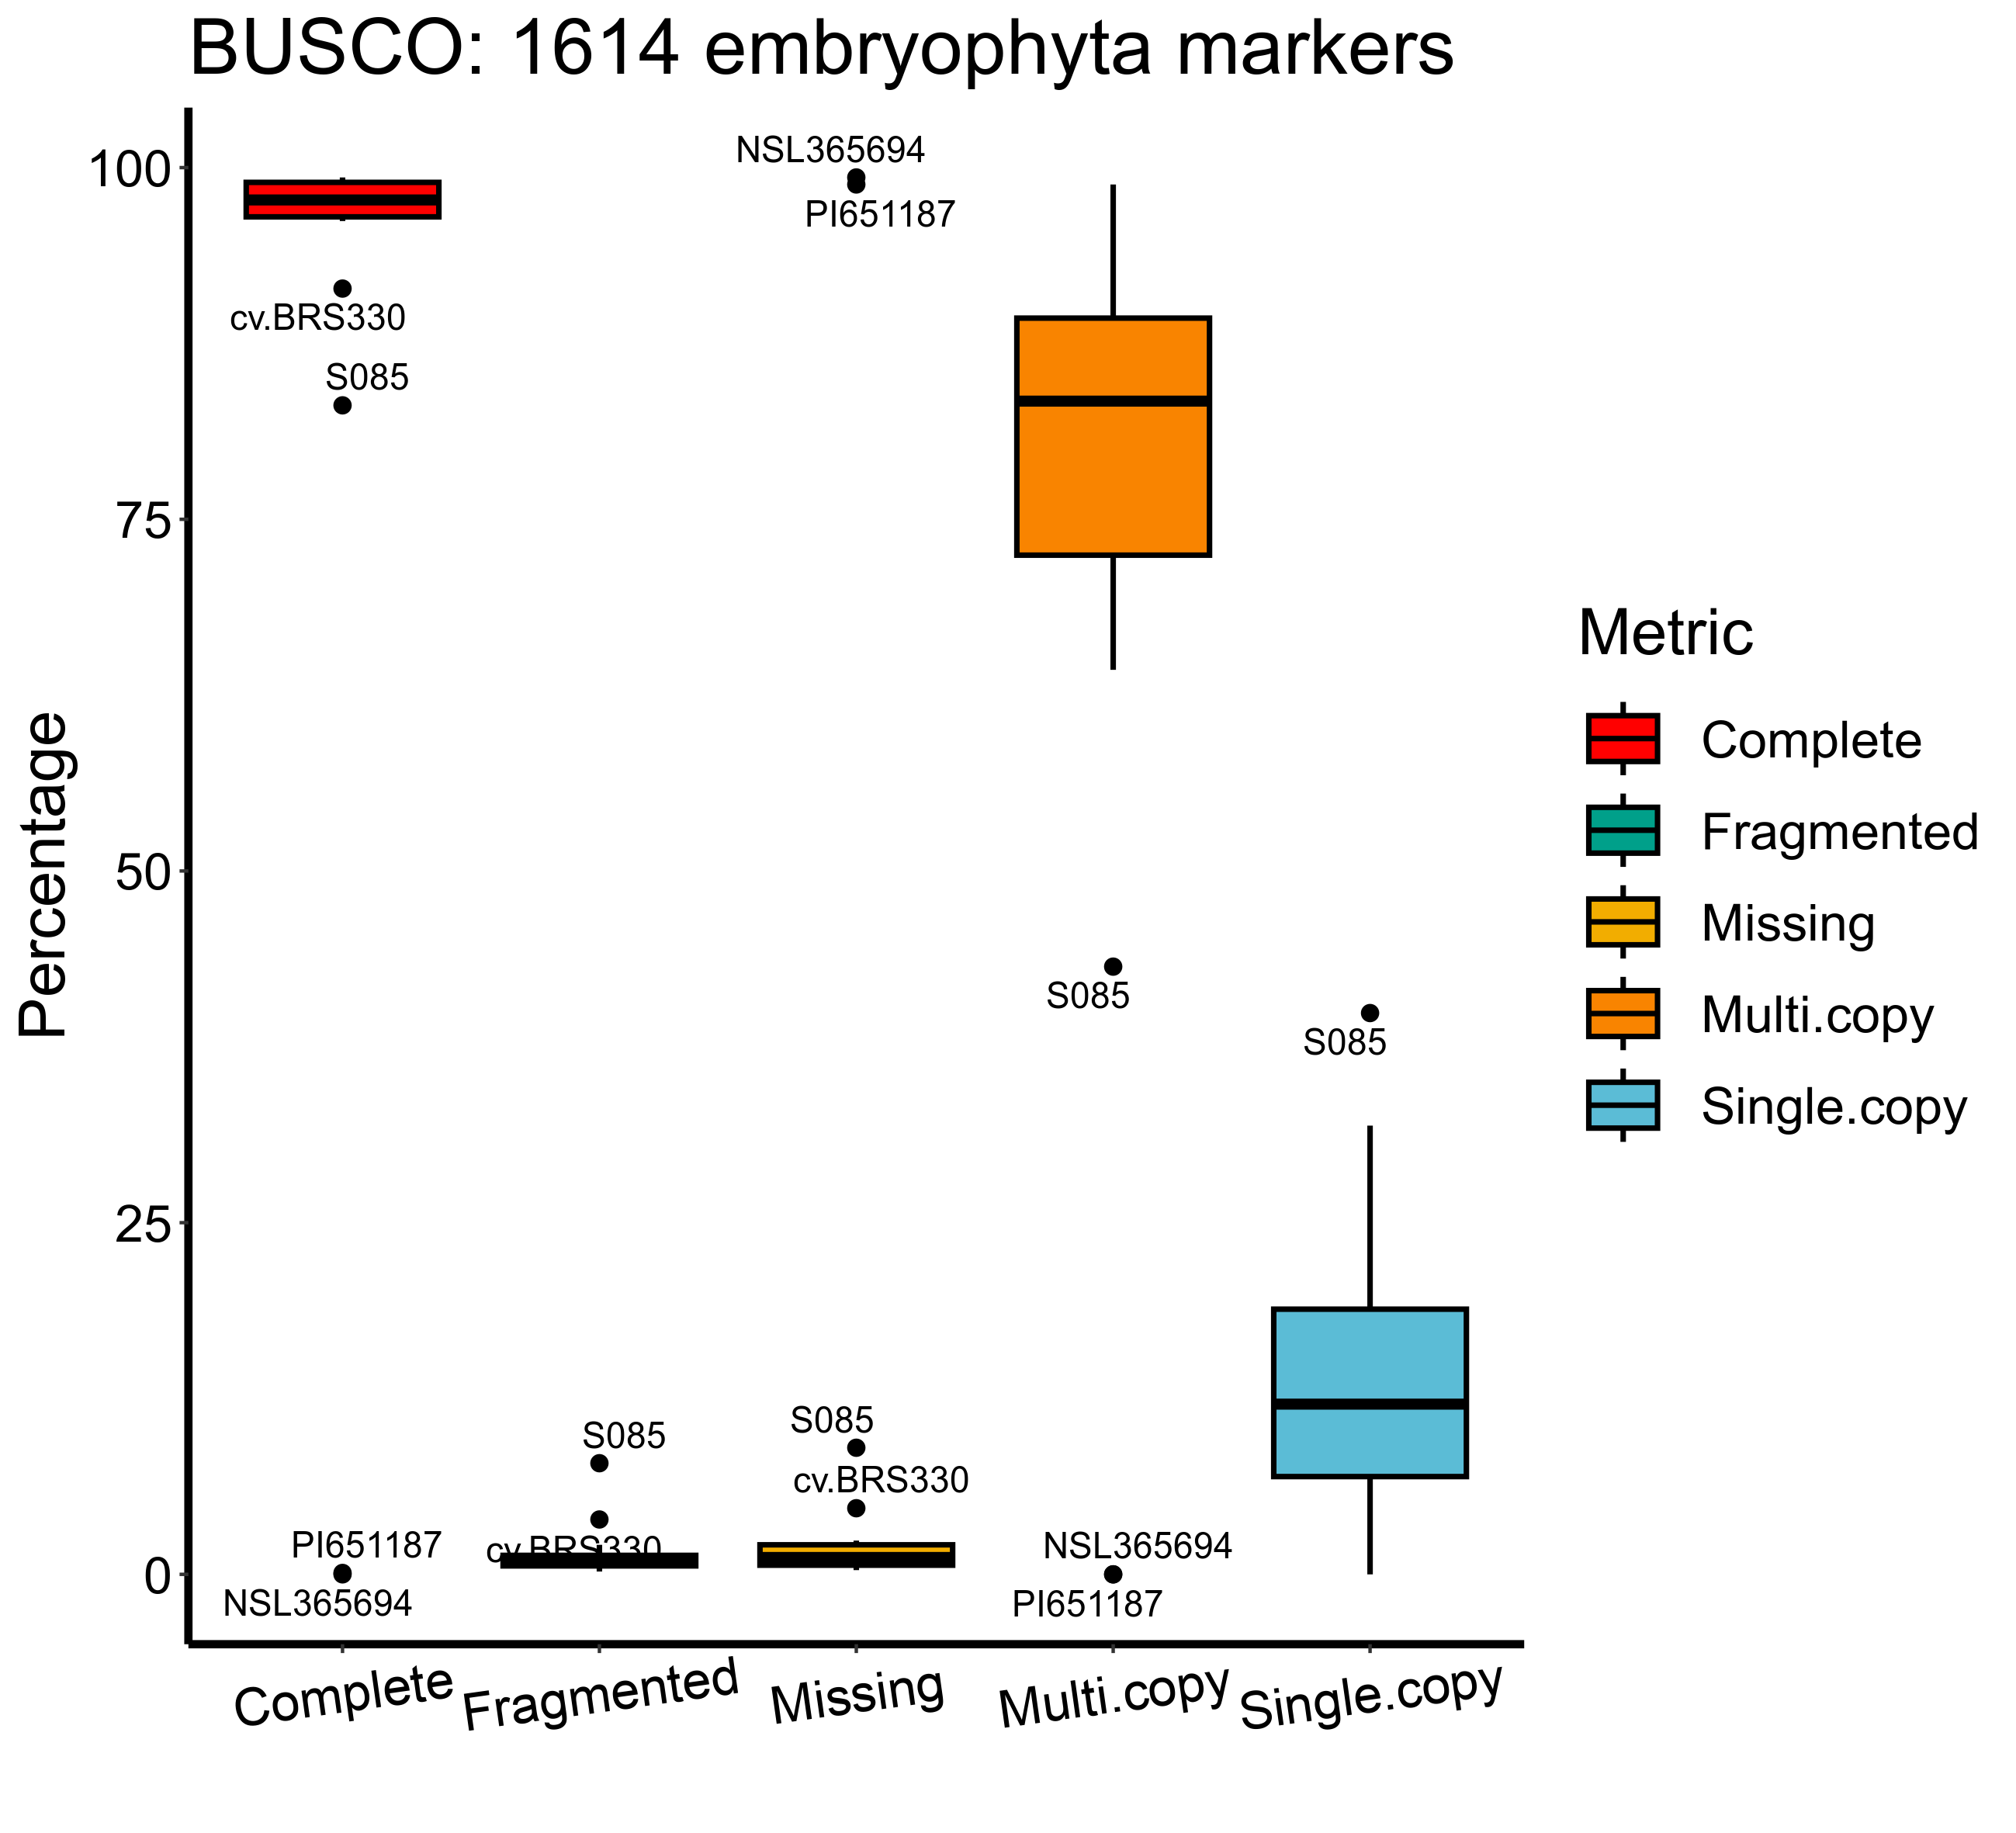 BUSCO: 1614 embryophyta markers
Percentage
100
75
50
25
0
cv.BRS330
S085
PI651187
NSL365694
S085
cv.BRS330
NSL365694
PI651187
S085
cv.BRS330
S085
NSL365694
PI651187
S085
Complete
Fragmented
Missing
Multi.copy
Single.copy
Metric
Complete
Fragmented
Missing
Multi.copy
Single.copy